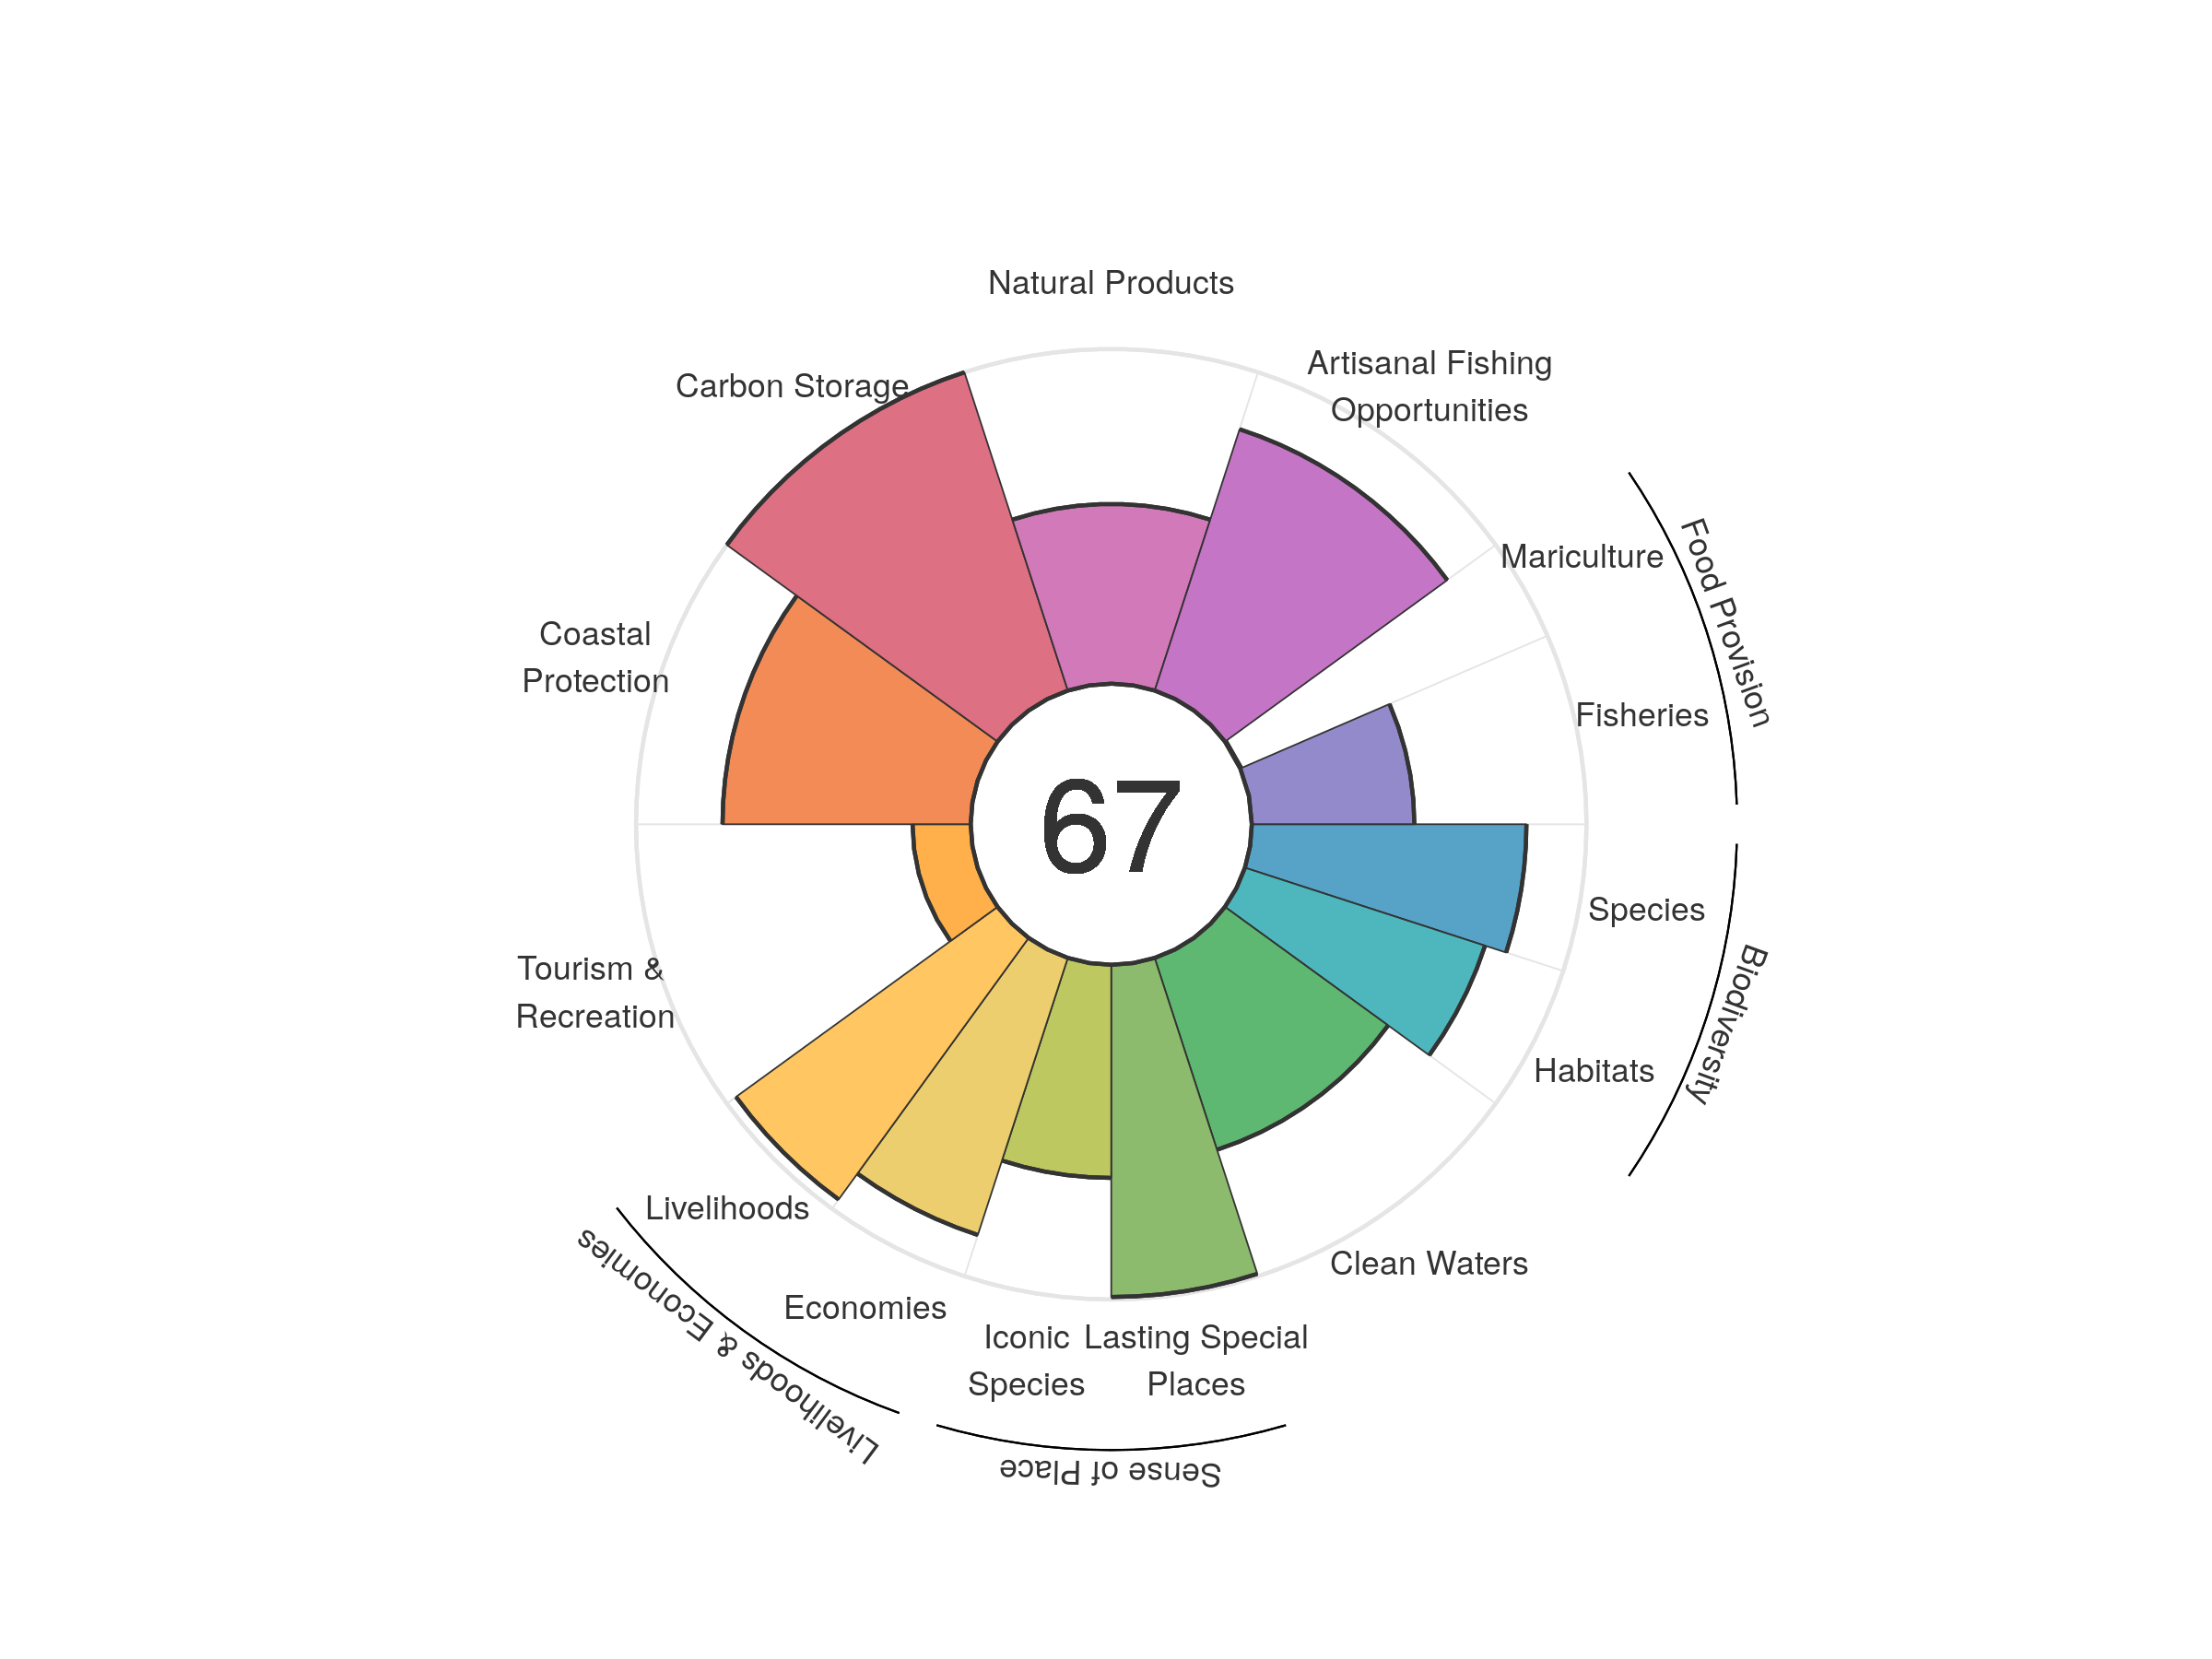 Natural Products
Artisanal Fishing
Opportunities
Carbon Storage
Mariculture
Food Provision
Coastal
Protection
Fisheries
67
Species
Biodiversity
Tourism &
Recreation
Habitats
Livelihoods
Clean Waters
Livelihoods & Economies
Economies
Iconic
Species
Lasting Special
Places
Sense of Place